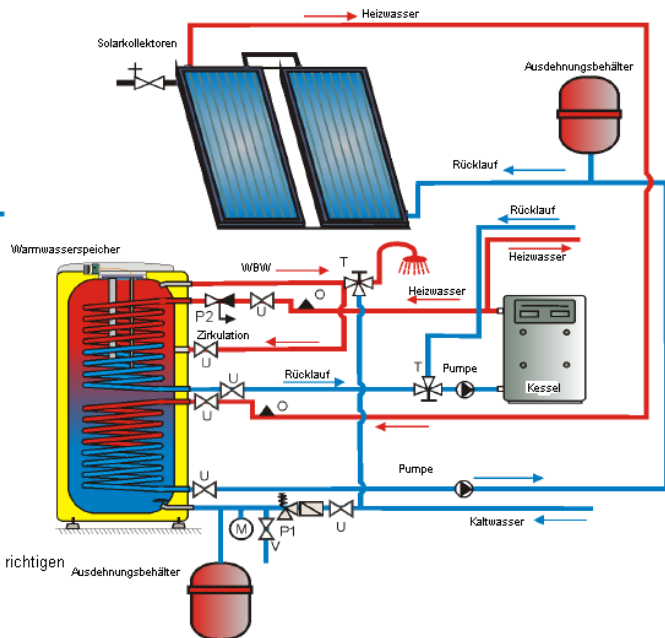 Heizwasser
Solarkollektoren
Ausdehnungsbehälter
Rücklauf
Rücklauf
Warmwasserspeicher
WBW
T
Heizwasser
Heizwasser
O
P2
U
Zirkulation
U
Rücklauf
U
T
Pumpe
Kessel
U
O
U
Pumpe
M
V
P1
U
Kaltwasser
richtigen
Ausdehnungsbehälter